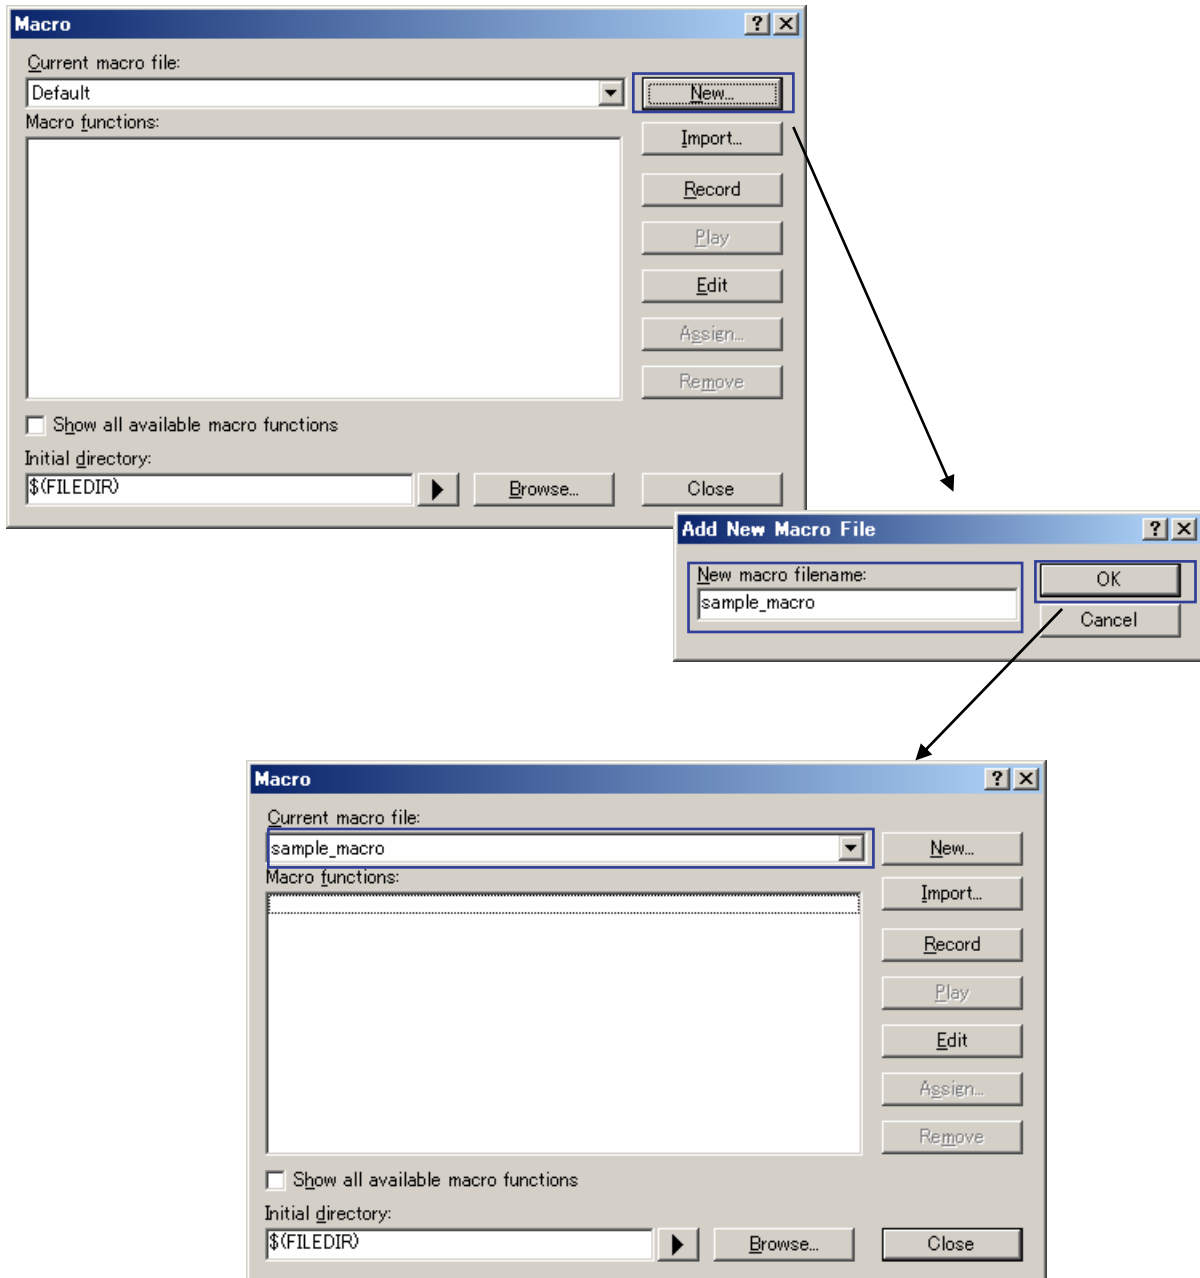 Macro
Current macro file:
Default
New...
Macro functions:
Import...
Record
Play
Edit
Assign...
Remove
Show all available macro functions
Initial directory:
$(FILEDIR)
Browse...
Close
Add New Macro File
New macro filename:
sample_macro
OK
Cancel
Macro
Current macro file:
sample_macro
New...
Macro functions:
Import...
Record
Play
Edit
Assign...
Remove
Show all available macro functions
Initial directory:
$(FILEDIR)
Browse...
Close